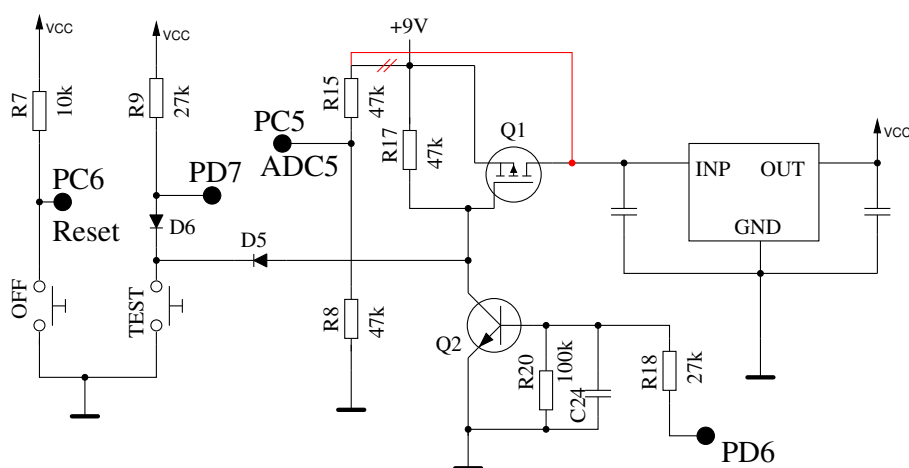 VCC
VCC
+9V
VCC
R7
10k
R9
27k
R15
47k
R17
47k
Q1
PC5
ADC5
INP
OUT
GND
PC6
Reset
PD7
D6
D5
OFF
TEST
R8
47k
Q2
R20
100k
C24
R18
27k
PD6